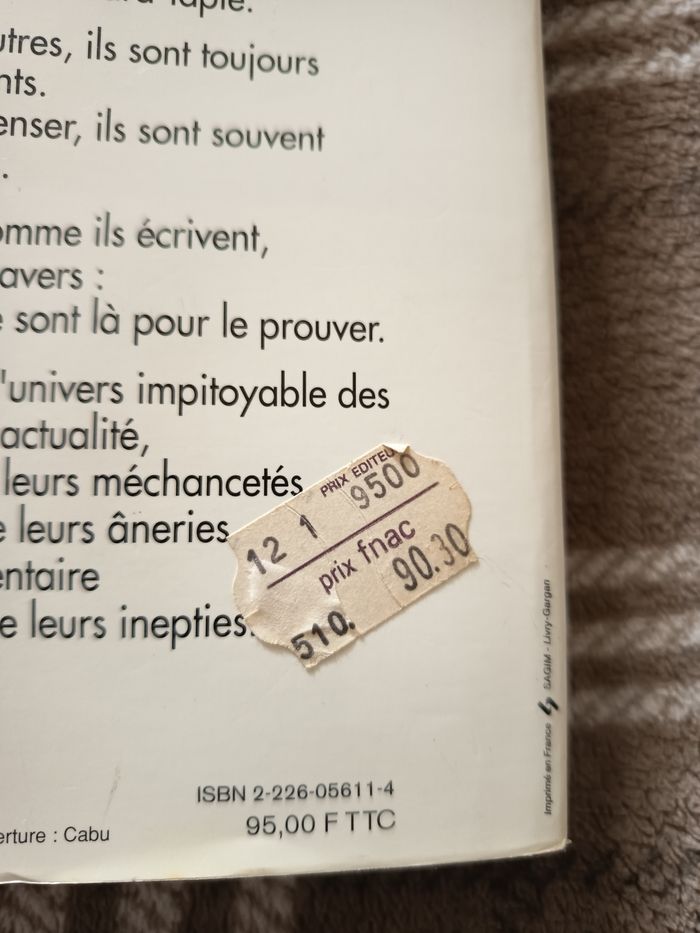 utres, ils sont toujours
nts.
enser, ils sont souvent
.
omme ils écrivent,
avers :
e sont là pour le prouver.
l'univers impitoyable des
actualité,
leurs méchancetés
e leurs âneries
entaire
e leurs inepties.
PRIX EDITEU
12 1 9500
prix fnac
510. 90.30
ISBN 2-226-05611-4
95,00 F TTC
erture : Cabu
Imprimé en France SAGIM - Livry-Gargan